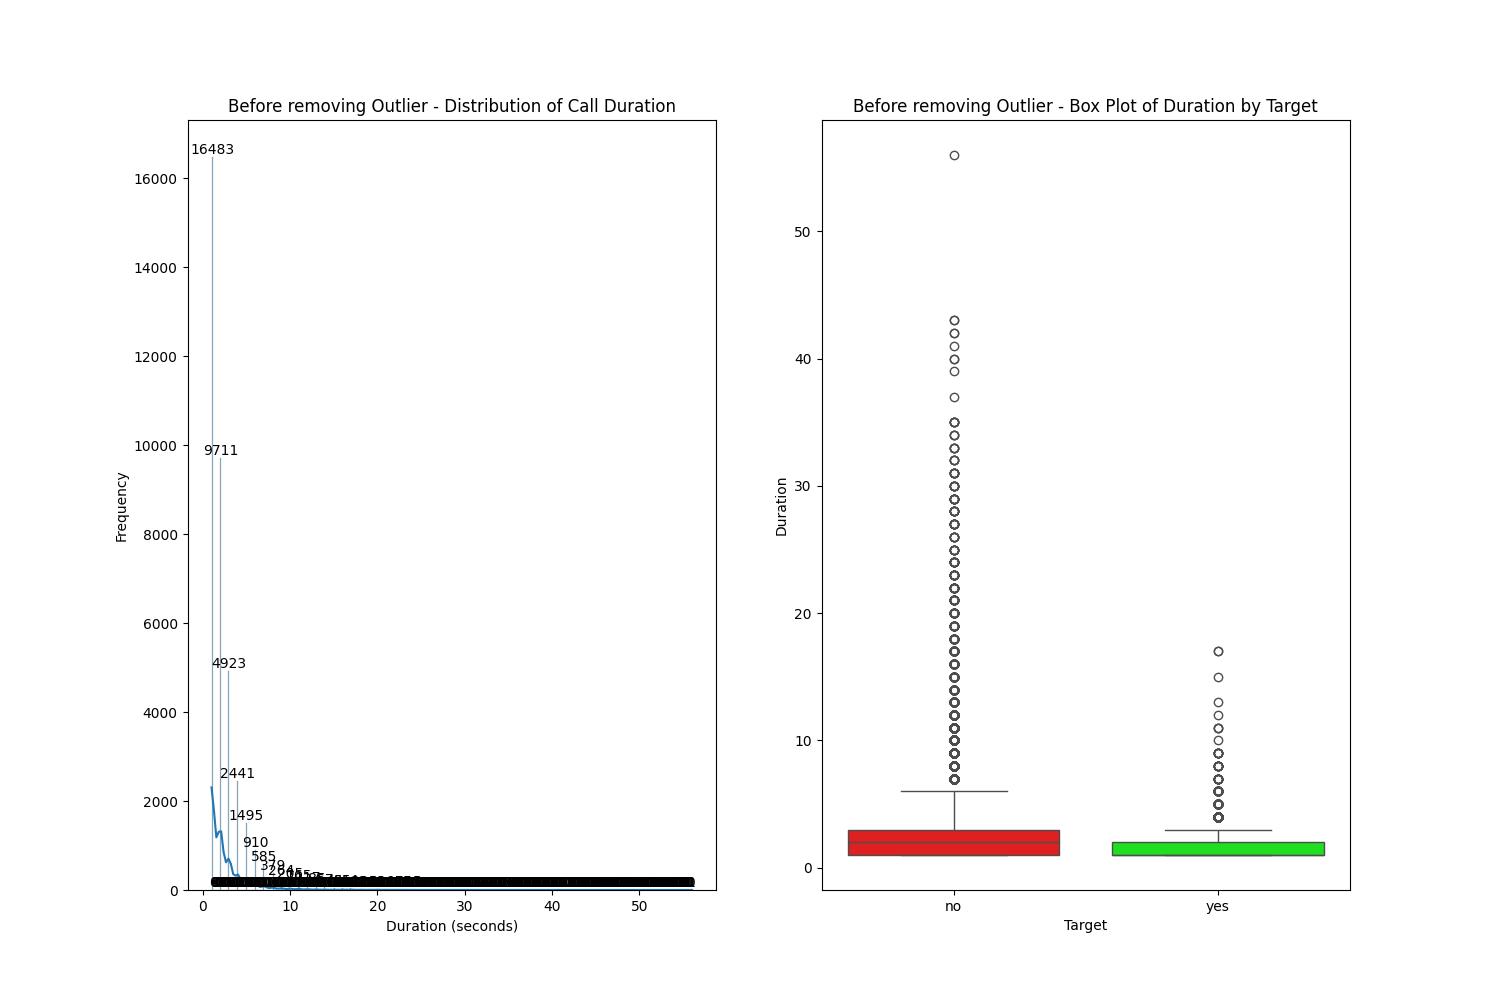 Before removing Outlier - Distribution of Call Duration
16483
16000
14000
12000
10000
9711
8000
6000
4923
4000
2441
2000
1495
910
585
379
0
0 10 20 30 40 50
Frequency
Duration (seconds)
Before removing Outlier - Box Plot of Duration by Target
50
40
30
20
10
0
Duration
no yes
Target